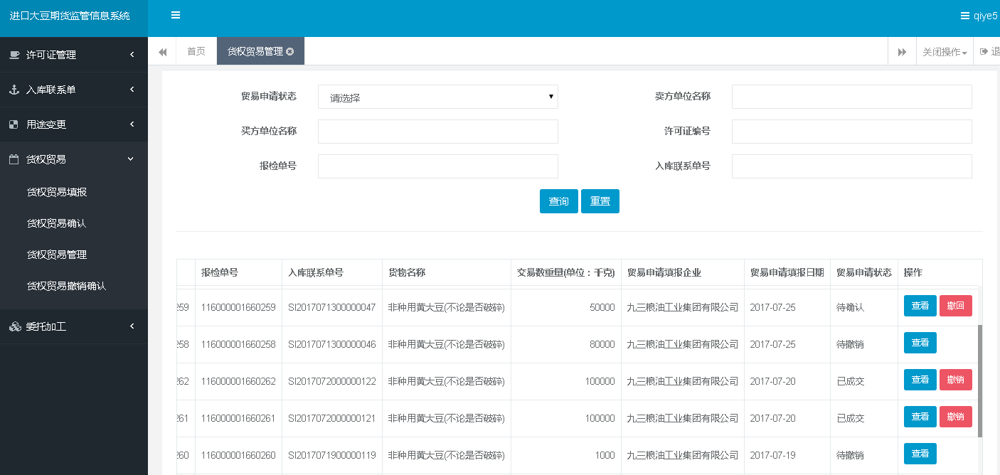 进口大豆期货监管信息系统
qiye5
许可证管理
入库联系单
用途变更
货权贸易
货权贸易填报
货权贸易确认
货权贸易管理
货权贸易撤销确认
委托加工
首页 货权贸易管理 关闭操作 退
贸易申请状态 请选择 卖方单位名称
买方单位名称 许可证编号
报检单号 入库联系单号
查询 重置
报检单号 入库联系单号 货物名称 交易数重量(单位：千克) 贸易申请填报企业 贸易申请填报日期 贸易申请状态 操作
259 116000001660259 SI2017071300000047 非种用黄大豆(不论是否破碎) 50000 九三粮油工业集团有限公司 2017-07-25 待确认 查看 撤回
258 116000001660258 SI2017071300000046 非种用黄大豆(不论是否破碎) 80000 九三粮油工业集团有限公司 2017-07-25 待撤销 查看
262 116000001660262 SI2017072000000122 非种用黄大豆(不论是否破碎) 100000 九三粮油工业集团有限公司 2017-07-20 已成交 查看 撤销
261 116000001660261 SI2017072000000121 非种用黄大豆(不论是否破碎) 100000 九三粮油工业集团有限公司 2017-07-20 已成交 查看 撤销
260 116000001660260 SI2017071900000119 非种用黄大豆(不论是否破碎) 1000 九三粮油工业集团有限公司 2017-07-19 待撤销 查看